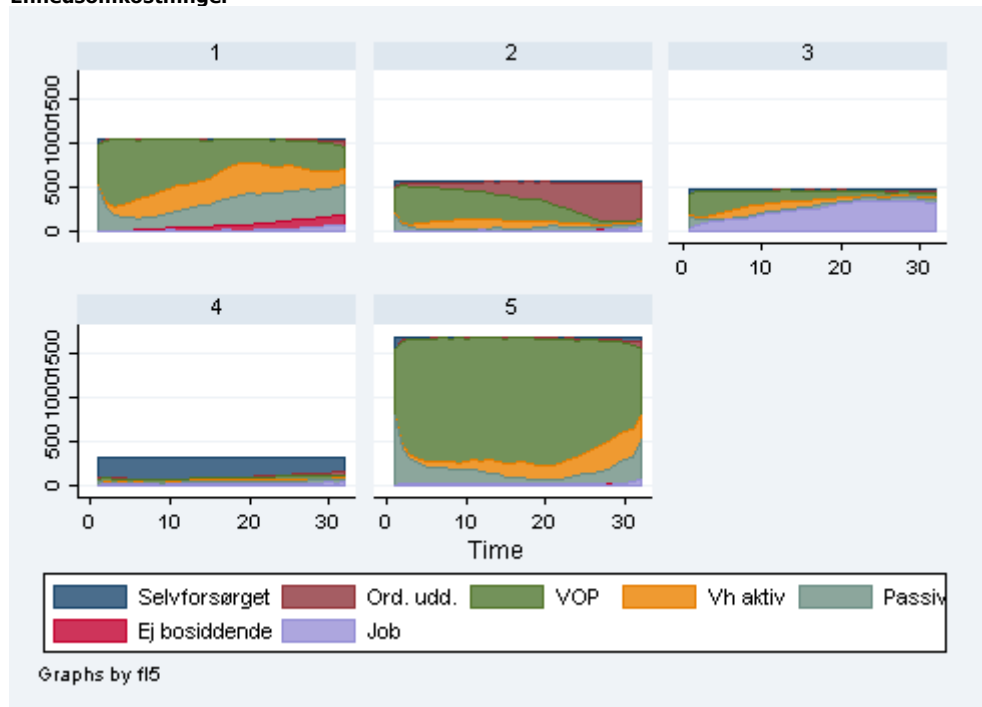 Enhedsomkostninger
1 2 3
0 500 1000 1500
0 10 20 30
4 5
0 500 1000 1500
0 10 20 30 0 10 20 30
Time
Selvforsørget Ord. udd. VOP Vh aktiv Passiv
Ej bosiddende Job
Graphs by fl5